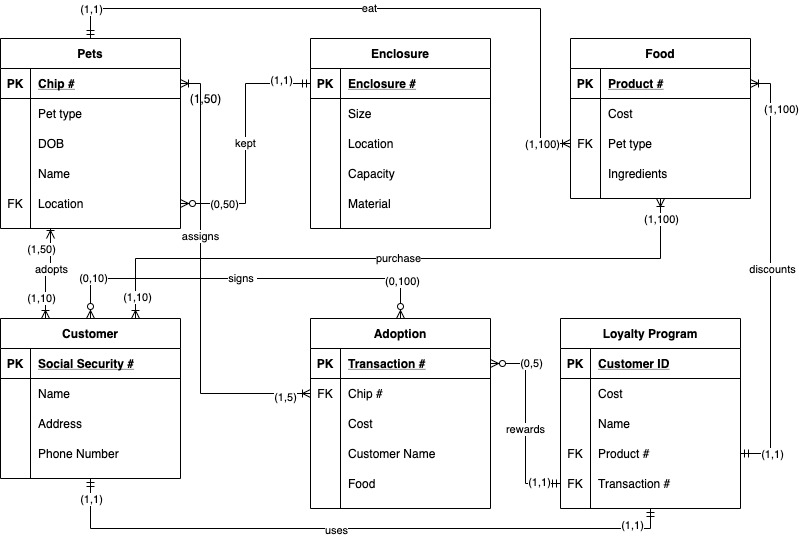 (1,1)
eat
Pets
PK Chip #
Pet type
DOB
Name
FK Location
(1,50)
kept
(0,50)
(1,1)
Enclosure
PK Enclosure #
Size
Location
Capacity
Material
Food
PK Product #
Cost
(1,100) FK Pet type
Ingredients
(1,100)
(1,100)
assigns
(1,50)
adopts
(1,10)
purchase
(0,10)
signs
(0,100)
(1,10)
discounts
Customer
PK Social Security #
Name
Address
Phone Number
Adoption
PK Transaction #
(1,5) FK Chip #
Cost
Customer Name
Food
(0,5)
rewards
(1,1)
Loyalty Program
PK Customer ID
Cost
Name
FK Product #
FK Transaction #
(1,1)
(1,1)
uses
(1,1)